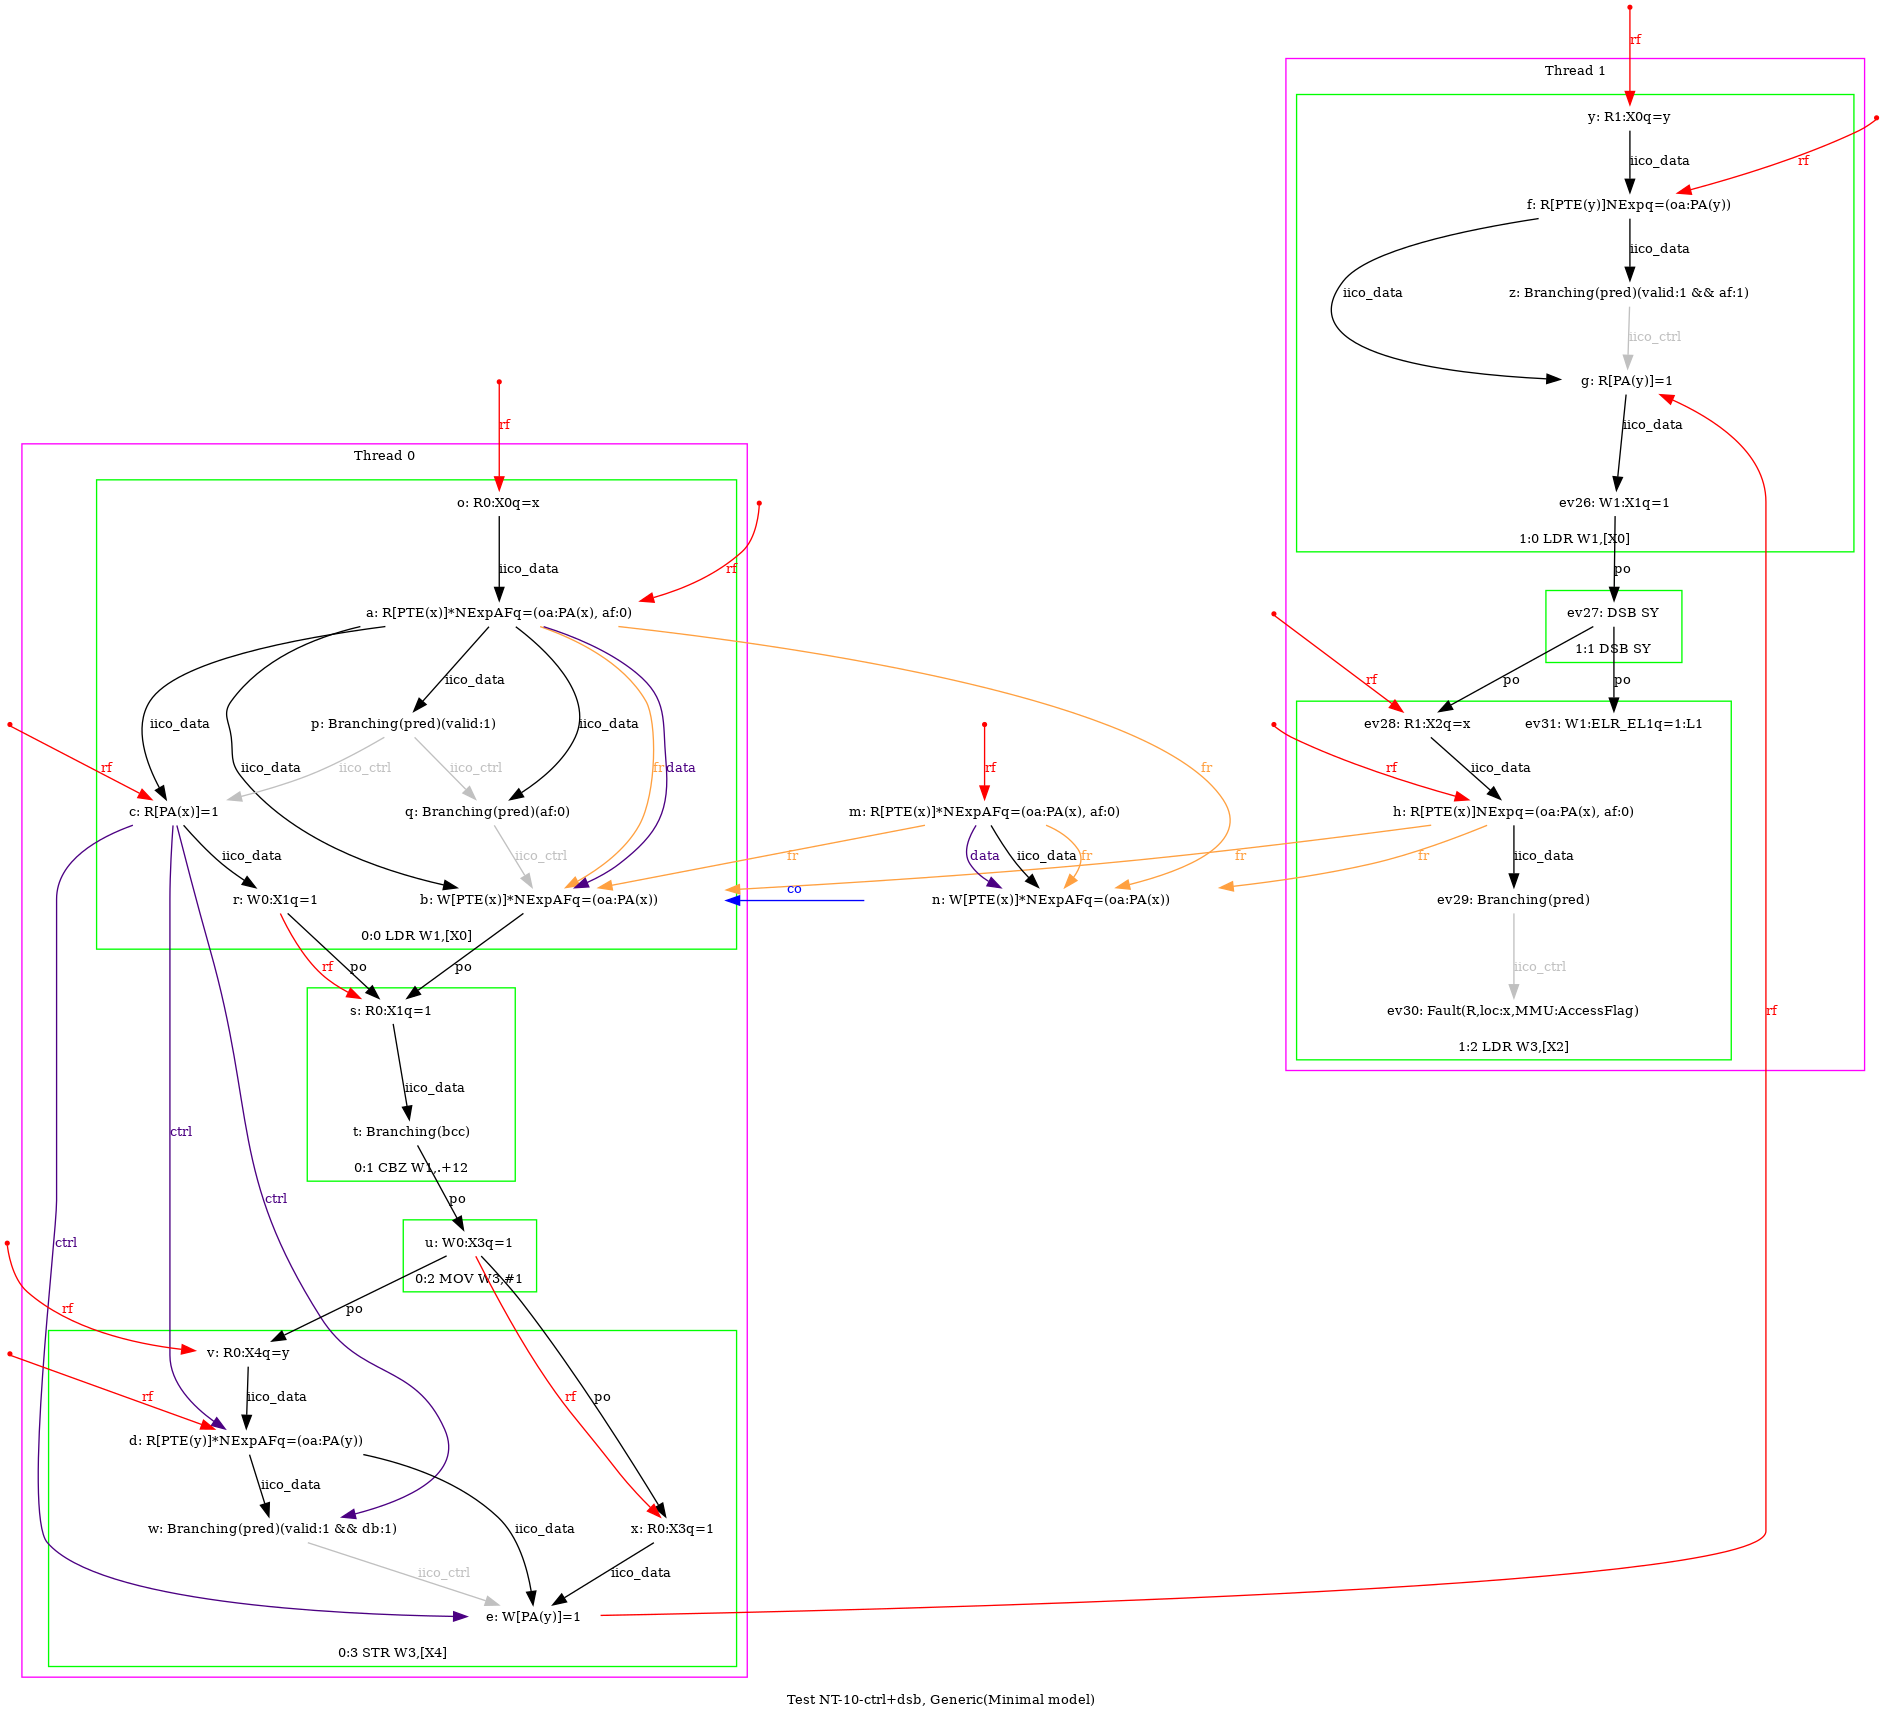 rf
Thread 1
y: R1:X0q=y
iico_data
rf
f: R[PTE(y)]NExpq=(oa:PA(y))
iico_data
iico_data
z: Branching(pred)(valid:1 && af:1)
iico_ctrl
g: R[PA(y)]=1
iico_data
ev26: W1:X1q=1
1:0 LDR W1,[X0]
po
ev27: DSB SY
1:1 DSB SY
rf
po
po
ev28: R1:X2q=x
ev31: W1:ELR_EL1q=1:L1
rf
iico_data
h: R[PTE(x)]NExpq=(oa:PA(x), af:0)
fr
fr
iico_data
ev29: Branching(pred)
iico_ctrl
ev30: Fault(R,loc:x,MMU:AccessFlag)
rf
1:2 LDR W3,[X2]
rf
Thread 0
o: R0:X0q=x
iico_data
rf
a: R[PTE(x)]*NExpAFq=(oa:PA(x), af:0)
iico_data
iico_data
p: Branching(pred)(valid:1)
iico_data
rf
iico_data
iico_ctrl
iico_ctrl
fr
data
fr
rf
c: R[PA(x)]=1
q: Branching(pred)(af:0)
m: R[PTE(x)]*NExpAFq=(oa:PA(x), af:0)
iico_data
iico_ctrl
fr
data
iico_data
fr
co
r: W0:X1q=1
b: W[PTE(x)]*NExpAFq=(oa:PA(x))
n: W[PTE(x)]*NExpAFq=(oa:PA(x))
0:0 LDR W1,[X0]
rf
po
po
s: R0:X1q=1
iico_data
ctrl
t: Branching(bcc)
0:1 CBZ W1,.+12
ctrl
po
ctrl
u: W0:X3q=1
0:2 MOV W3,#1
rf
po
v: R0:X4q=y
rf
iico_data
rf
po
d: R[PTE(y)]*NExpAFq=(oa:PA(y))
iico_data
iico_data
w: Branching(pred)(valid:1 && db:1)
x: R0:X3q=1
iico_ctrl
iico_data
e: W[PA(y)]=1
0:3 STR W3,[X4]
Test NT-10-ctrl+dsb, Generic(Minimal model)